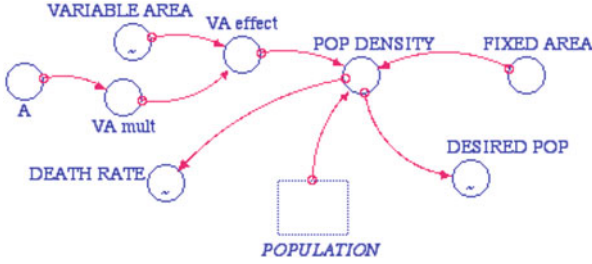 VARIABLE AREA
VA effect
POP DENSITY
FIXED AREA
A
VA mult
DEATH RATE
DESIRED POP
POPULATION
~
~
~